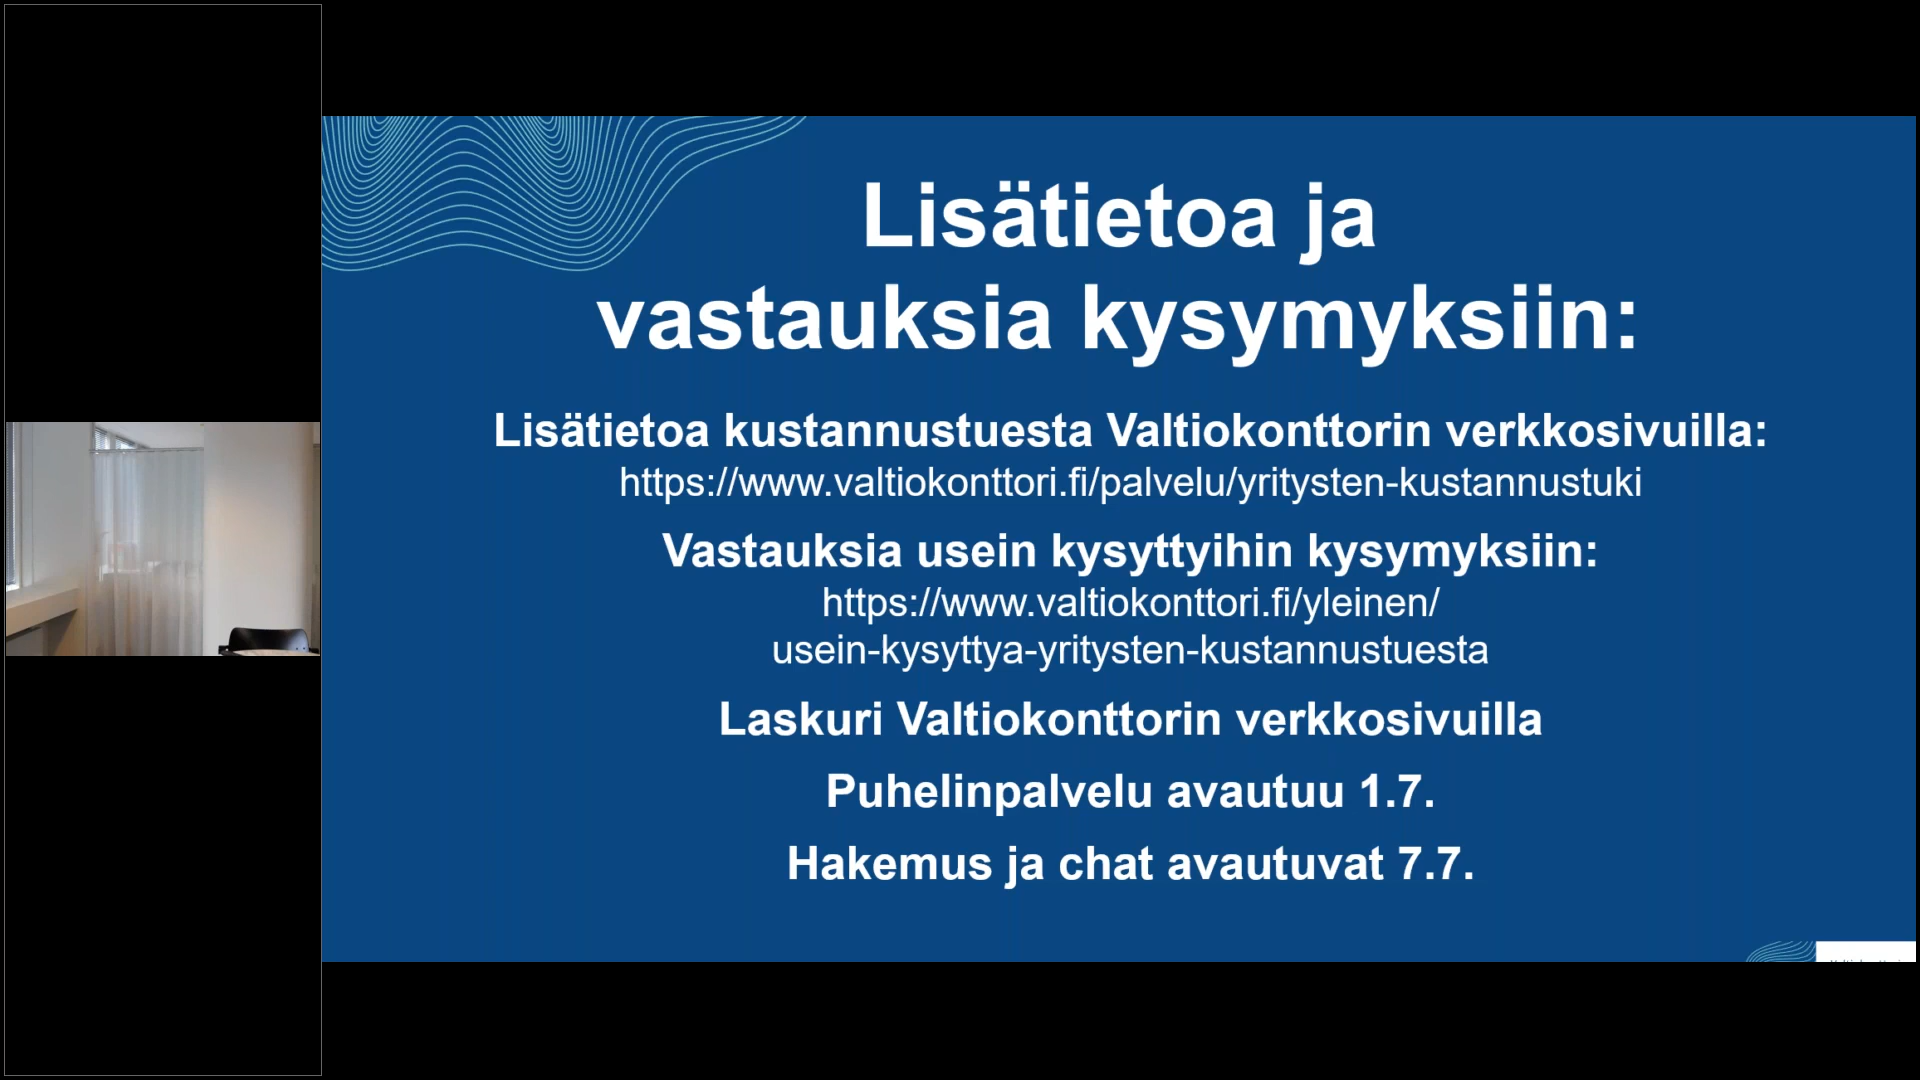 Lisätietoa ja
vastauksia kysymyksiin:
Lisätietoa kustannustuesta Valtiokonttorin verkkosivuilla:
https://www.valtiokonttori.fi/palvelu/yritysten-kustannustuki
Vastauksia usein kysyttyihin kysymyksiin:
https://www.valtiokonttori.fi/yleinen/
usein-kysyttya-yritysten-kustannustuesta
Laskuri Valtiokonttorin verkkosivuilla
Puhelinpalvelu avautuu 1.7.
Hakemus ja chat avautuvat 7.7.